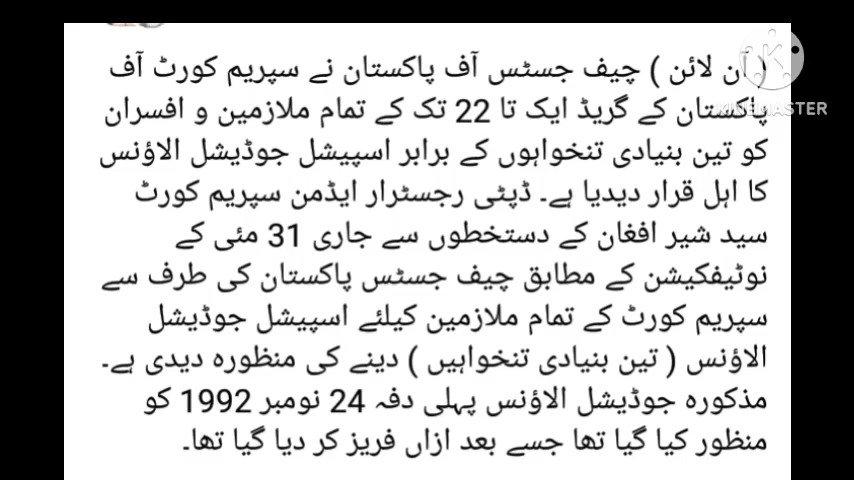 ( آن لائن ) چیف جسٹس آف پاکستان نے سپریم کورٹ آف
پاکستان کے گریڈ ایک تا 22 تک کے تمام ملازمین و افسران
کو تین بنیادی تنخواہوں کے برابر اسپیشل جوڈیشل الاؤنس
کا اہل قرار دیدیا ہے۔ ڈپٹی رجسٹرار ایڈمن سپریم کورٹ
سید شیر افغان کے دستخطوں سے جاری 31 مئی کے
نوٹیفکیشن کے مطابق چیف جسٹس پاکستان کی طرف سے
سپریم کورٹ کے تمام ملازمین کیلئے اسپیشل جوڈیشل
الاؤنس ( تین بنیادی تنخواہیں ) دینے کی منظورہ دیدی ہے۔
مذکورہ جوڈیشل الاؤنس پہلی دفہ 24 نومبر 1992 کو
منظور کیا گیا تھا جسے بعد ازاں فریز کر دیا گیا تھا۔
K
KINEMASTER